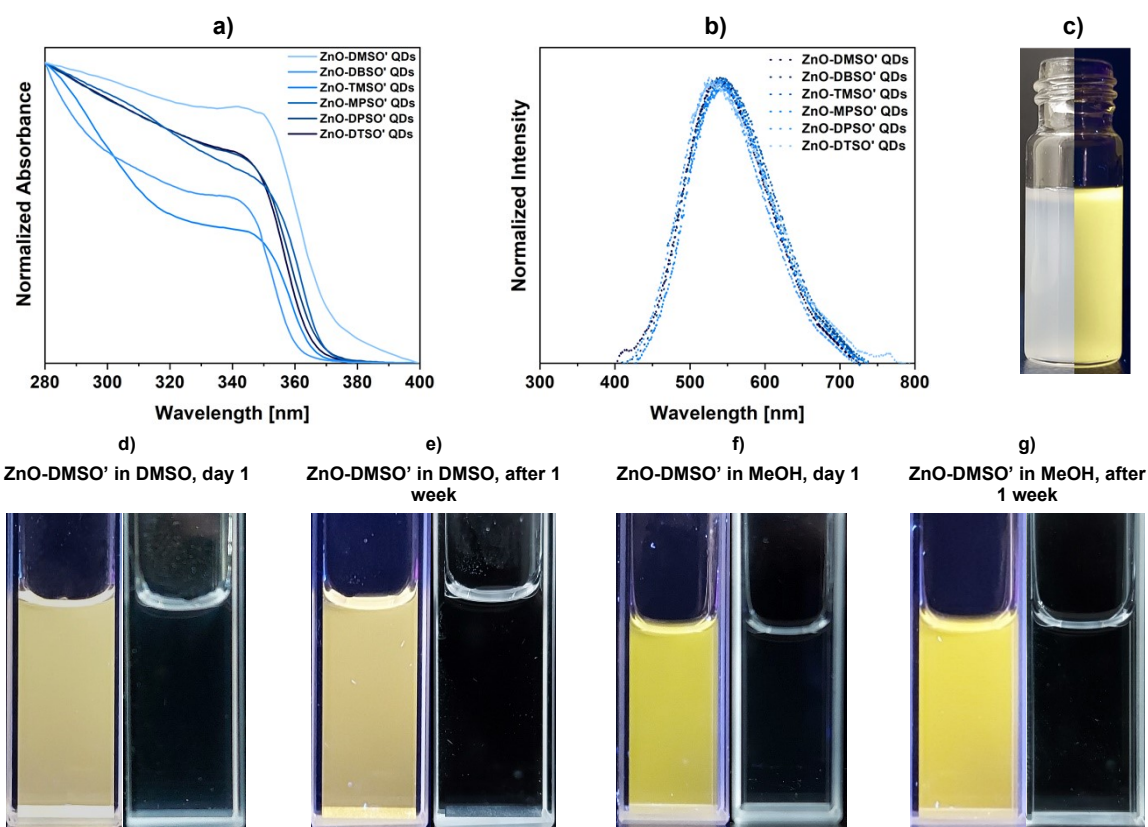 a)
ZnO-DMSO' QDs
ZnO-DBSO' QDs
ZnO-TMSO' QDs
ZnO-MPSO' QDs
ZnO-DPSO' QDs
ZnO-DTSO' QDs
Normalized Absorbance
280 300 320 340 360 380 400
Wavelength [nm]
b)
ZnO-DMSO' QDs
ZnO-DBSO' QDs
ZnO-TMSO' QDs
ZnO-MPSO' QDs
ZnO-DPSO' QDs
ZnO-DTSO' QDs
Normalized Intensity
300 400 500 600 700 800
Wavelength [nm]
c)
d)
ZnO-DMSO’ in DMSO, day 1
e)
ZnO-DMSO’ in DMSO, after 1
week
f)
ZnO-DMSO’ in MeOH, day 1
g)
ZnO-DMSO’ in MeOH, after
1 week